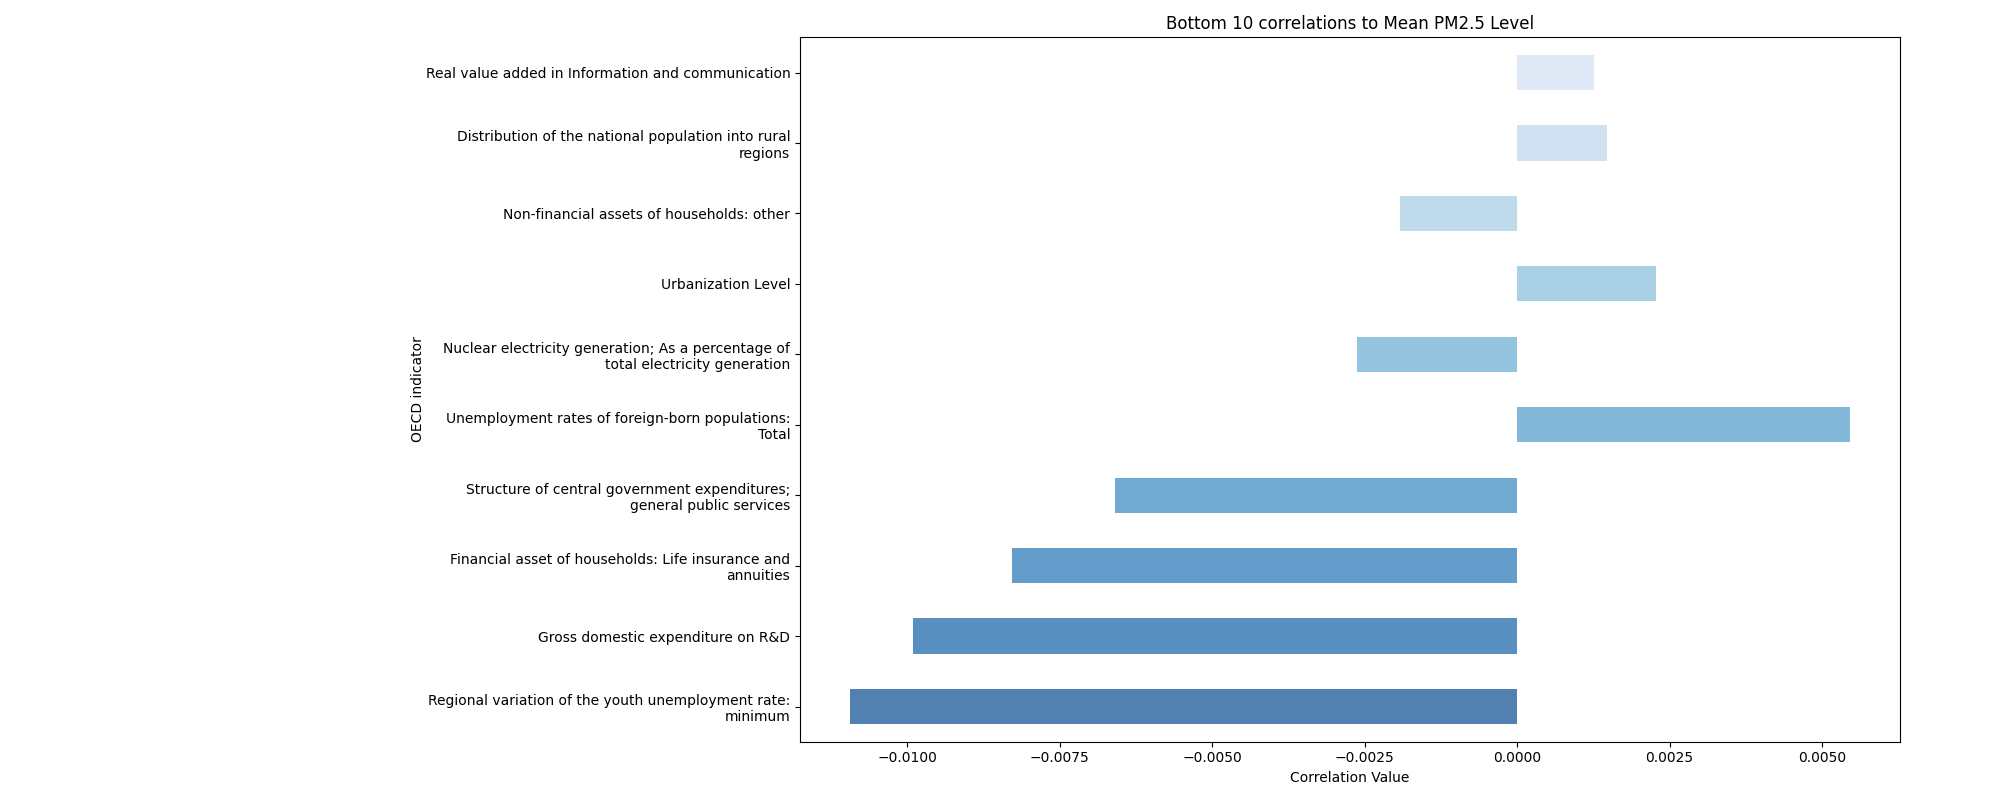 Bottom 10 correlations to Mean PM2.5 Level
Real value added in Information and communication
Distribution of the national population into rural
regions
Non-financial assets of households: other
Urbanization Level
Nuclear electricity generation; As a percentage of
total electricity generation
Unemployment rates of foreign-born populations:
Total
Structure of central government expenditures;
general public services
Financial asset of households: Life insurance and
annuities
Gross domestic expenditure on R&D
Regional variation of the youth unemployment rate:
minimum
OECD indicator
−0.0100 −0.0075 −0.0050 −0.0025 0.0000 0.0025 0.0050
Correlation Value